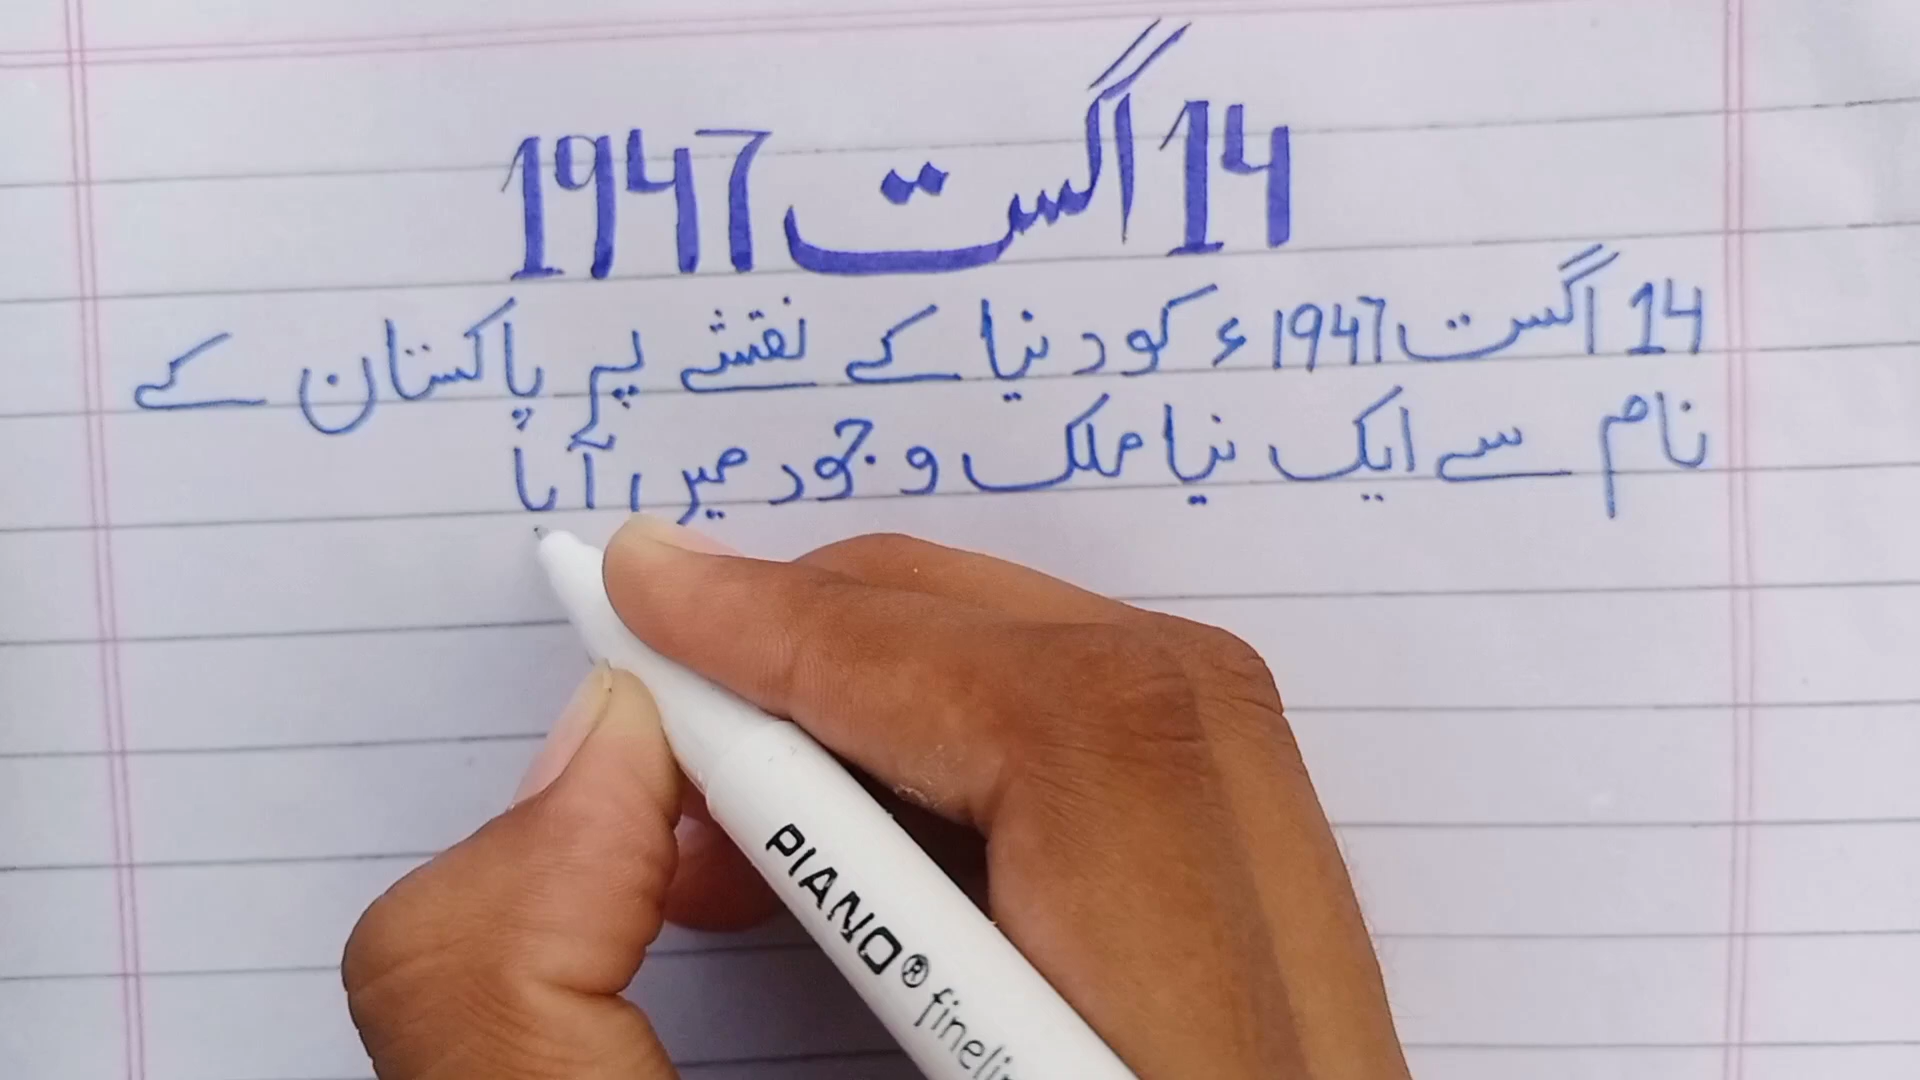 14 اگست 1947
14 اگست 1947ء کو دنیا کے نقشے پر پاکستان کے
نام سے ایک نیا ملک وجود میں آیا
PIANO® fineli